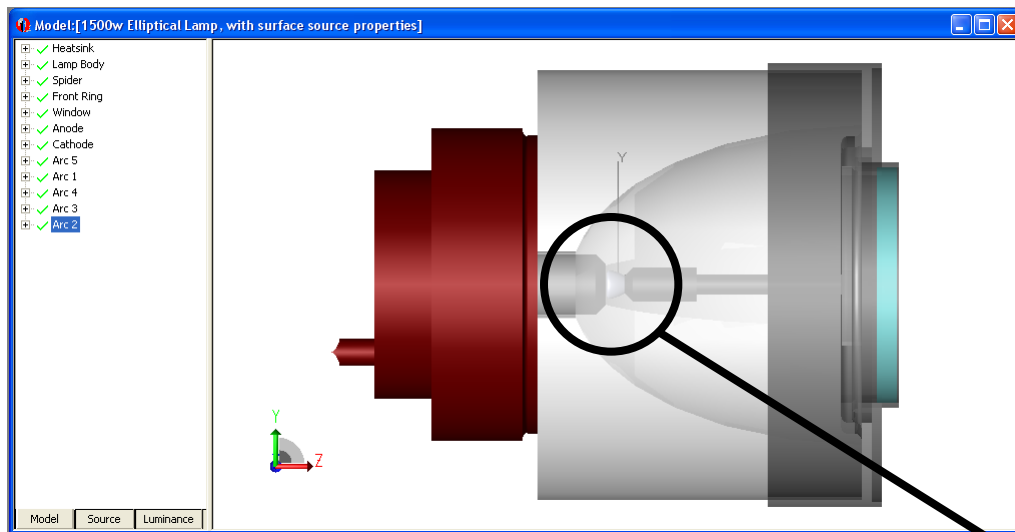 Model:[1500w Elliptical Lamp, with surface source properties]
Heatsink
Lamp Body
Spider
Front Ring
Window
Anode
Cathode
Arc 5
Arc 1
Arc 4
Arc 3
Arc 2
Y
Y
Z
Model Source Luminance